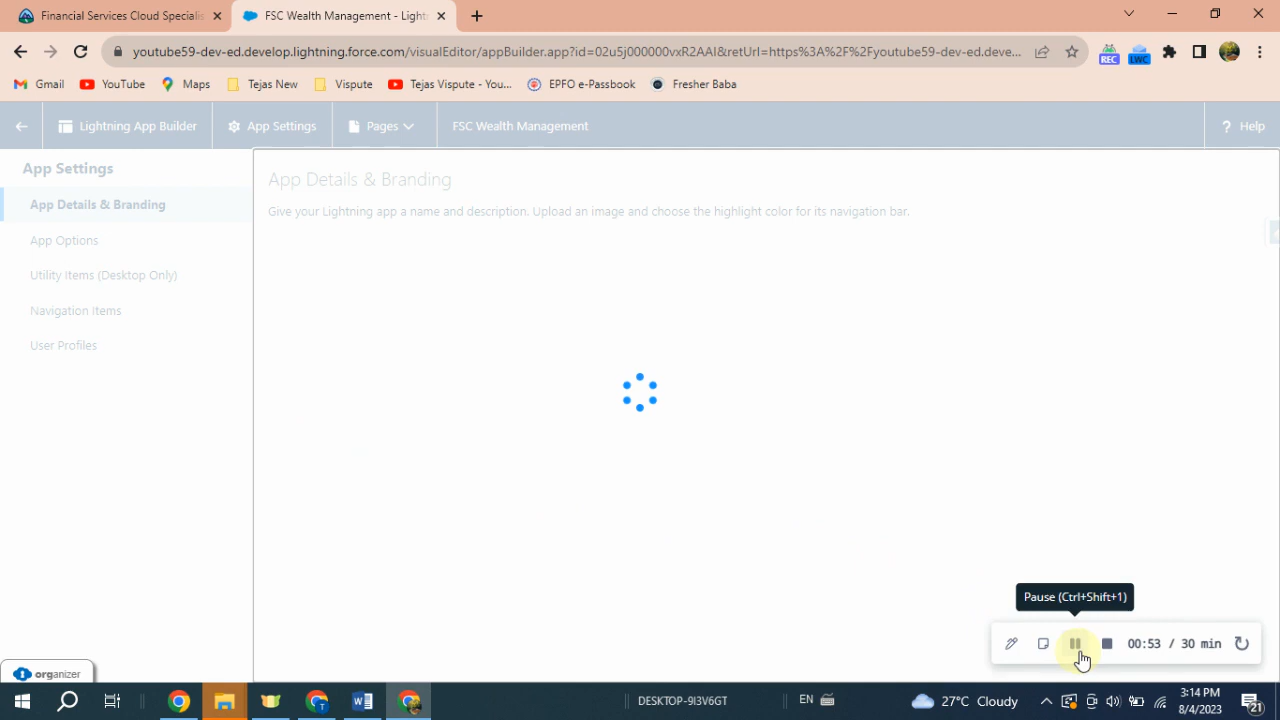 Financial Services Cloud Specialis
FSC Wealth Management - Lightn
youtube59-dev-ed.develop.lightning.force.com/visualEditor/appBuilder.app?id=02u5j000000vxR2AAI&retUrl=https%3A%2F%2Fyoutube59-dev-ed.deve...
REC
LWC
Gmail
YouTube
Maps
Tejas New
Vispute
Tejas Vispute - You...
EPFO e-Passbook
Fresher Baba
Lightning App Builder
App Settings
Pages
FSC Wealth Management
? Help
App Settings
App Details & Branding
App Options
Utility Items (Desktop Only)
Navigation Items
User Profiles
App Details & Branding
Give your Lightning app a name and description. Upload an image and choose the highlight color for its navigation bar.
Pause (Ctrl+Shift+1)
00:53 / 30 min
organizer
DESKTOP-9I3V6GT
EN
27°C Cloudy
3:14 PM
8/4/2023
21